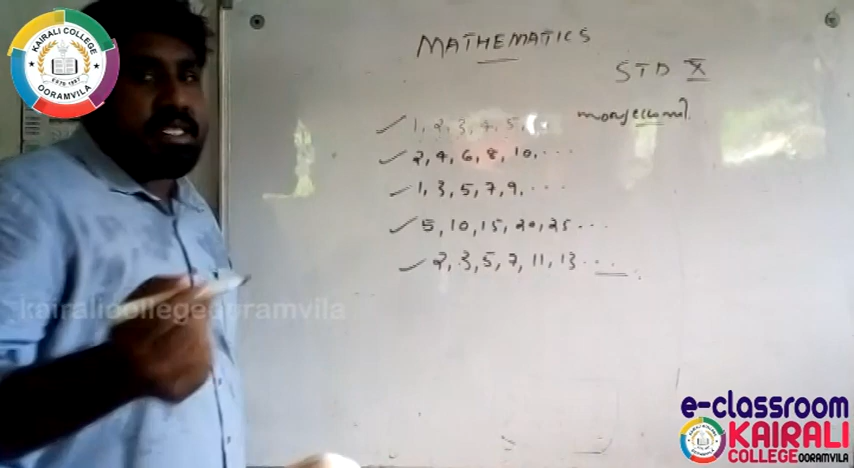 KAIRALI COLLEGE
ESTD 1987
OORAMVILA
MATHEMATICS
STD X
1, 2, 3, 4, 5,
2, 4, 6, 8, 10, ...
1, 3, 5, 7, 9, ...
5, 10, 15, 20, 25 ...
2, 3, 5, 7, 11, 13 ...
kairalicollegeooramvila
e-classroom
KAIRALI
COLLEGE OORAMVILA